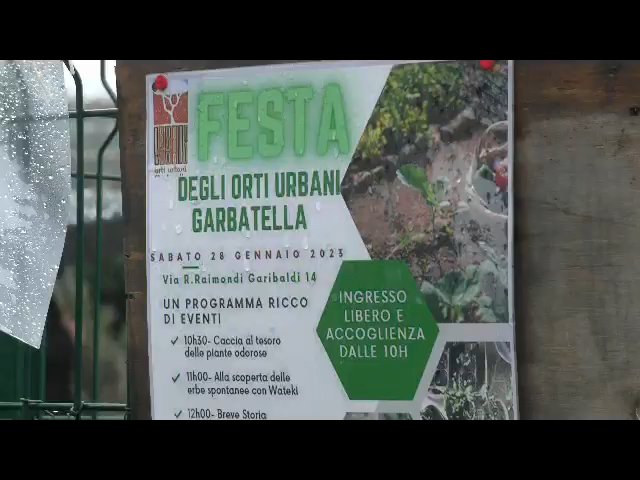 orti urbani
FESTA
DEGLI ORTI URBANI
GARBATELLA
SABATO 28 GENNAIO 2023
Via R.Raimondi Garibaldi 14
UN PROGRAMMA RICCO
DI EVENTI
10h30- Caccia al tesoro
delle piante odorose
11h00- Alla scoperta delle
erbe spontanee con Wateki
12h00- Breve Storia
INGRESSO
LIBERO E
ACCOGLIENZA
DALLE 10H